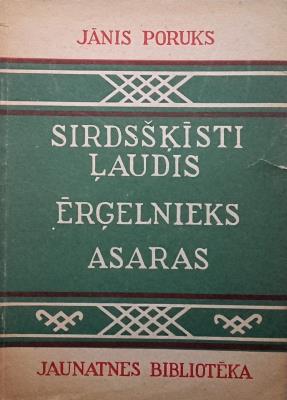 JĀNIS PORUKS
SIRDSŠĶĪSTI
ĻAUDIS
ĒRĢELNIEKS
ASARAS
JAUNATNES BIBLIOTĒKA